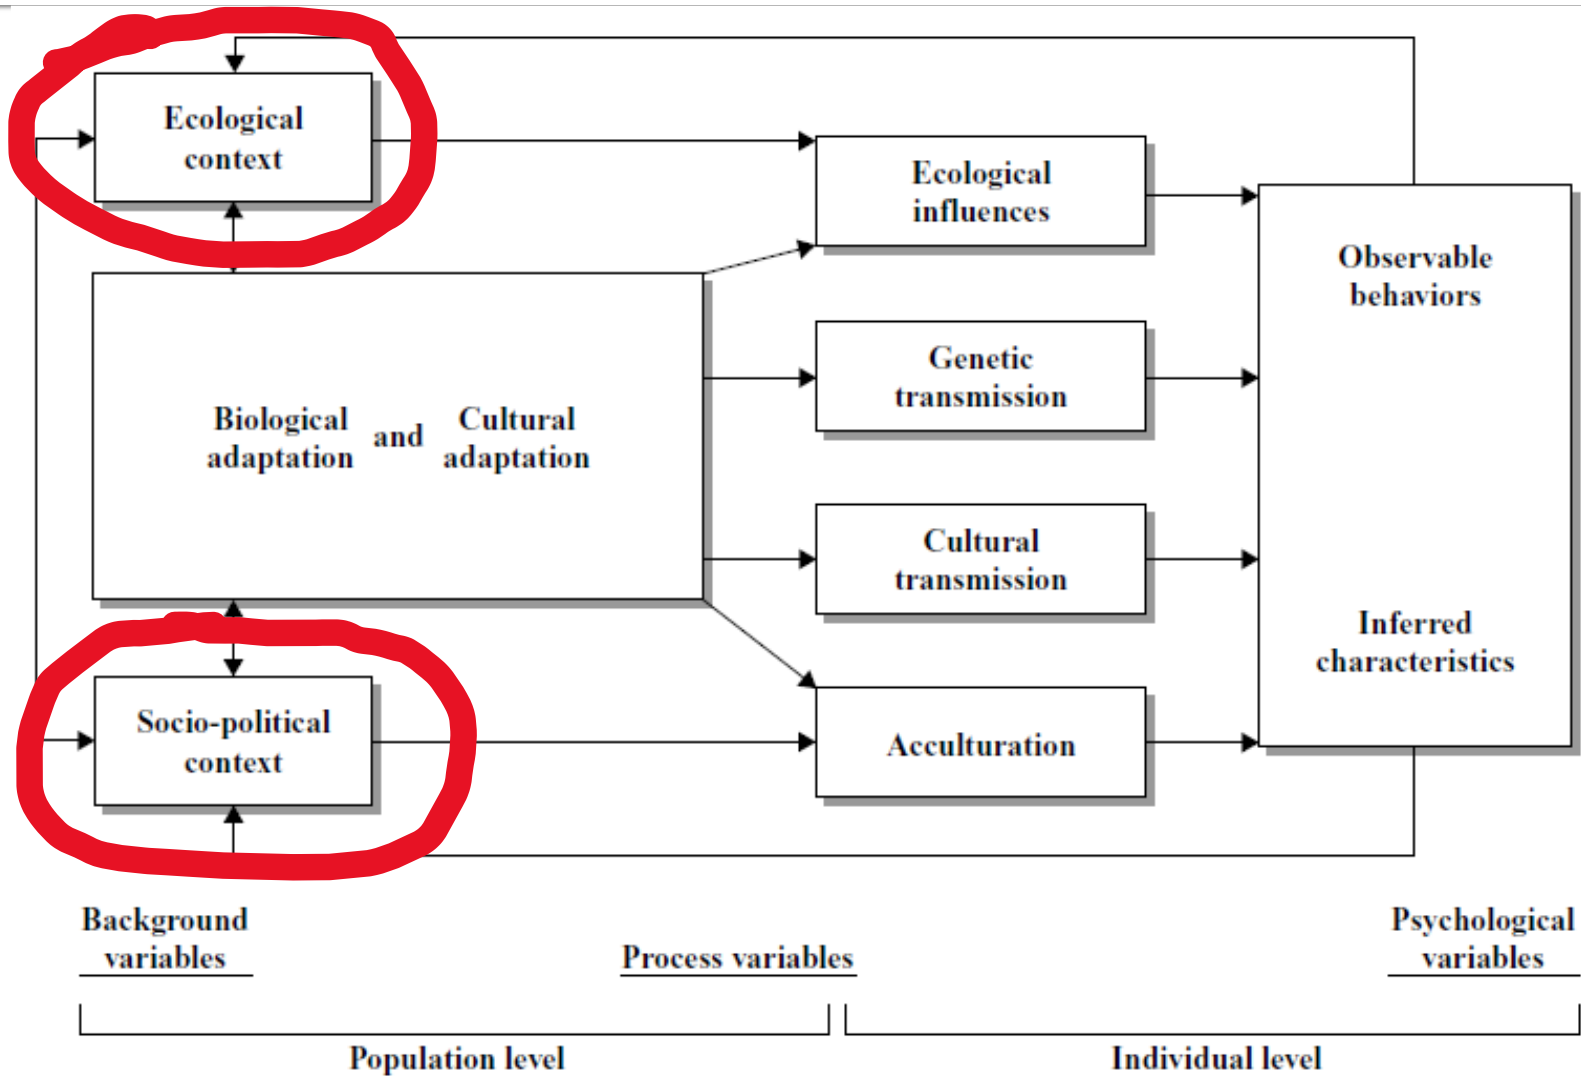 Ecological
context
Ecological
influences
Observable
behaviors
Genetic
transmission
Biological
adaptation
and
Cultural
adaptation
Cultural
transmission
Inferred
characteristics
Socio-political
context
Acculturation
Background
variables
Process variables
Psychological
variables
Population level
Individual level